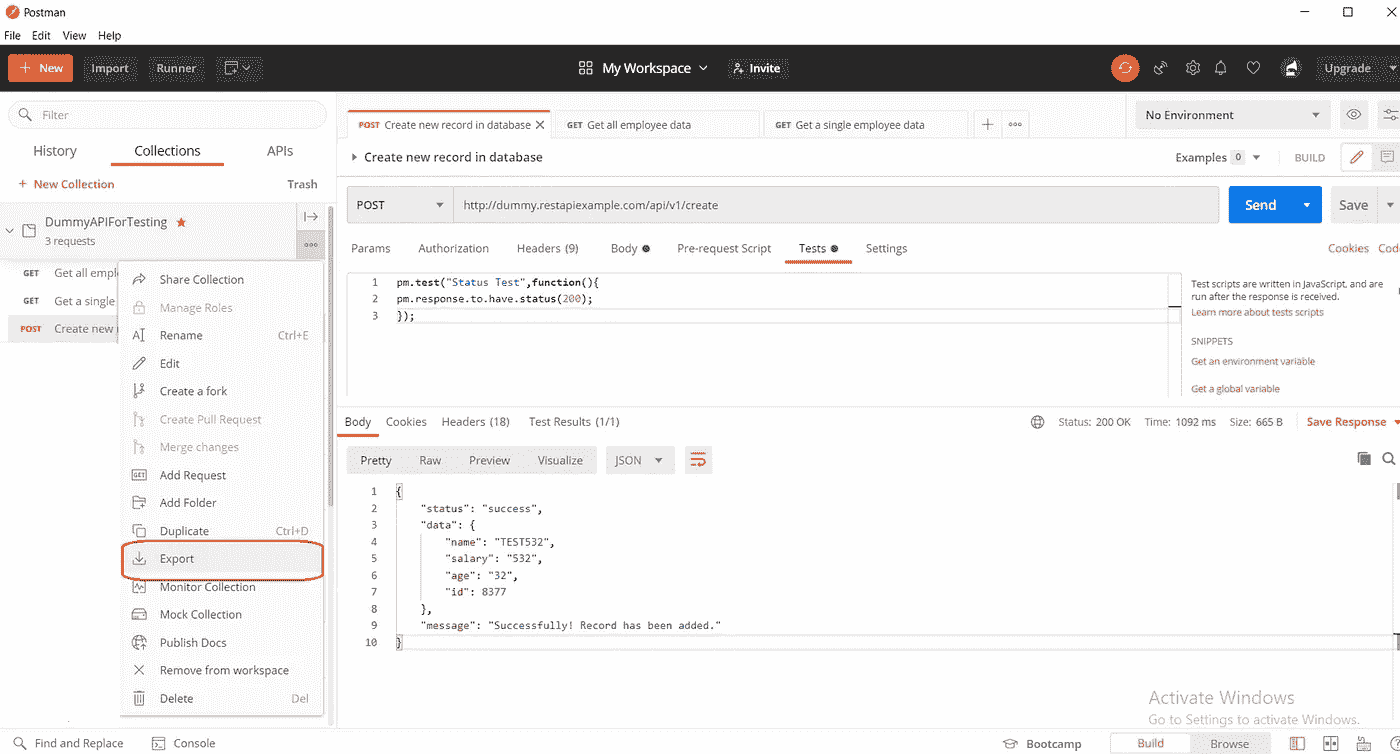 Postman
File Edit View Help
+ New Import Runner My Workspace Invite Upgrade
Filter
History Collections APIs
+ New Collection Trash
DummyAPIForTesting
3 requests
GET Get all empl
GET Get a single
POST Create new r
Share Collection
Manage Roles
Rename Ctrl+E
Edit
Create a fork
Create Pull Request
Merge changes
Add Request
Add Folder
Duplicate Ctrl+D
Export
Monitor Collection
Mock Collection
Publish Docs
Remove from workspace
Delete Del
POST Create new record in database GET Get all employee data GET Get a single employee data
No Environment
Create new record in database Examples 0 BUILD
POST http://dummy.restapiexample.com/api/v1/create Send Save
Params Authorization Headers (9) Body Pre-request Script Tests Settings Cookies Cod
1 pm.test("Status Test",function(){
2 pm.response.to.have.status(200);
3 });
Test scripts are written in JavaScript, and are
run after the response is received.
Learn more about tests scripts
SNIPPETS
Get an environment variable
Get a global variable
Body Cookies Headers (18) Test Results (1/1) Status: 200 OK Time: 1092 ms Size: 665 B Save Response
Pretty Raw Preview Visualize JSON
1 {
2 "status": "success",
3 "data": {
4 "name": "TEST532",
5 "salary": "532",
6 "age": "32",
7 "id": 8377
8 },
9 "message": "Successfully! Record has been added."
10 }
Activate Windows
Go to Settings to activate Windows.
Find and Replace Console Bootcamp Build Browse